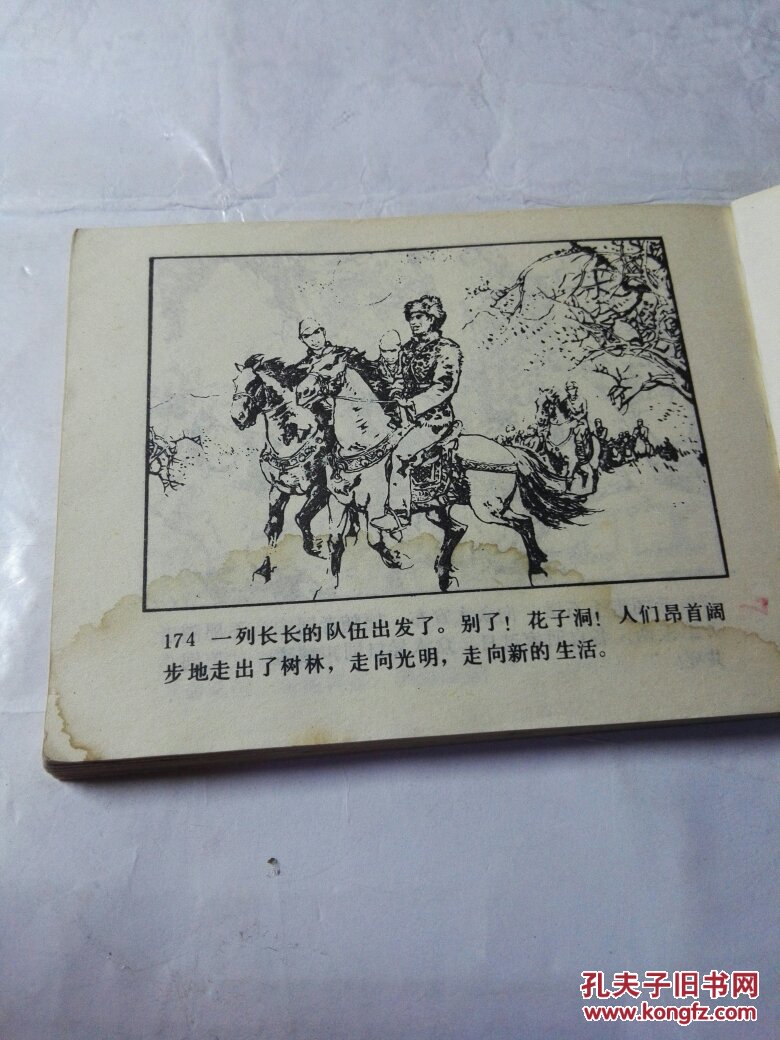 174 一列长长的队伍出发了。别了！花子洞！人们昂首阔
步地走出了树林，走向光明，走向新的生活。
孔夫子旧书网
www.kongfz.com